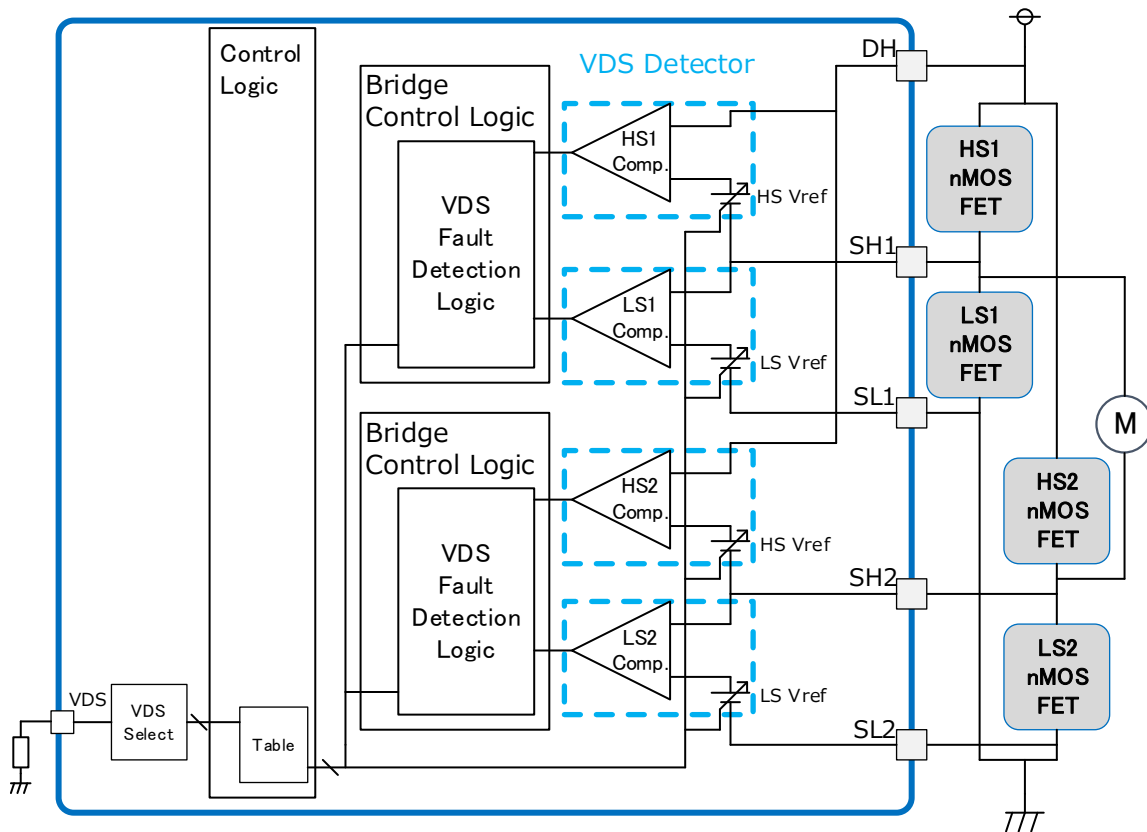 Control
Logic
VDS Detector
DH
Bridge
Control Logic
HS1
Comp.
HS Vref
HS1
nMOS
FET
VDS
Fault
Detection
Logic
SH1
LS1
Comp.
LS Vref
LS1
nMOS
FET
SL1
M
Bridge
Control Logic
HS2
Comp.
HS Vref
HS2
nMOS
FET
VDS
Fault
Detection
Logic
SH2
LS2
Comp.
LS Vref
LS2
nMOS
FET
SL2
VDS
VDS
Select
Table